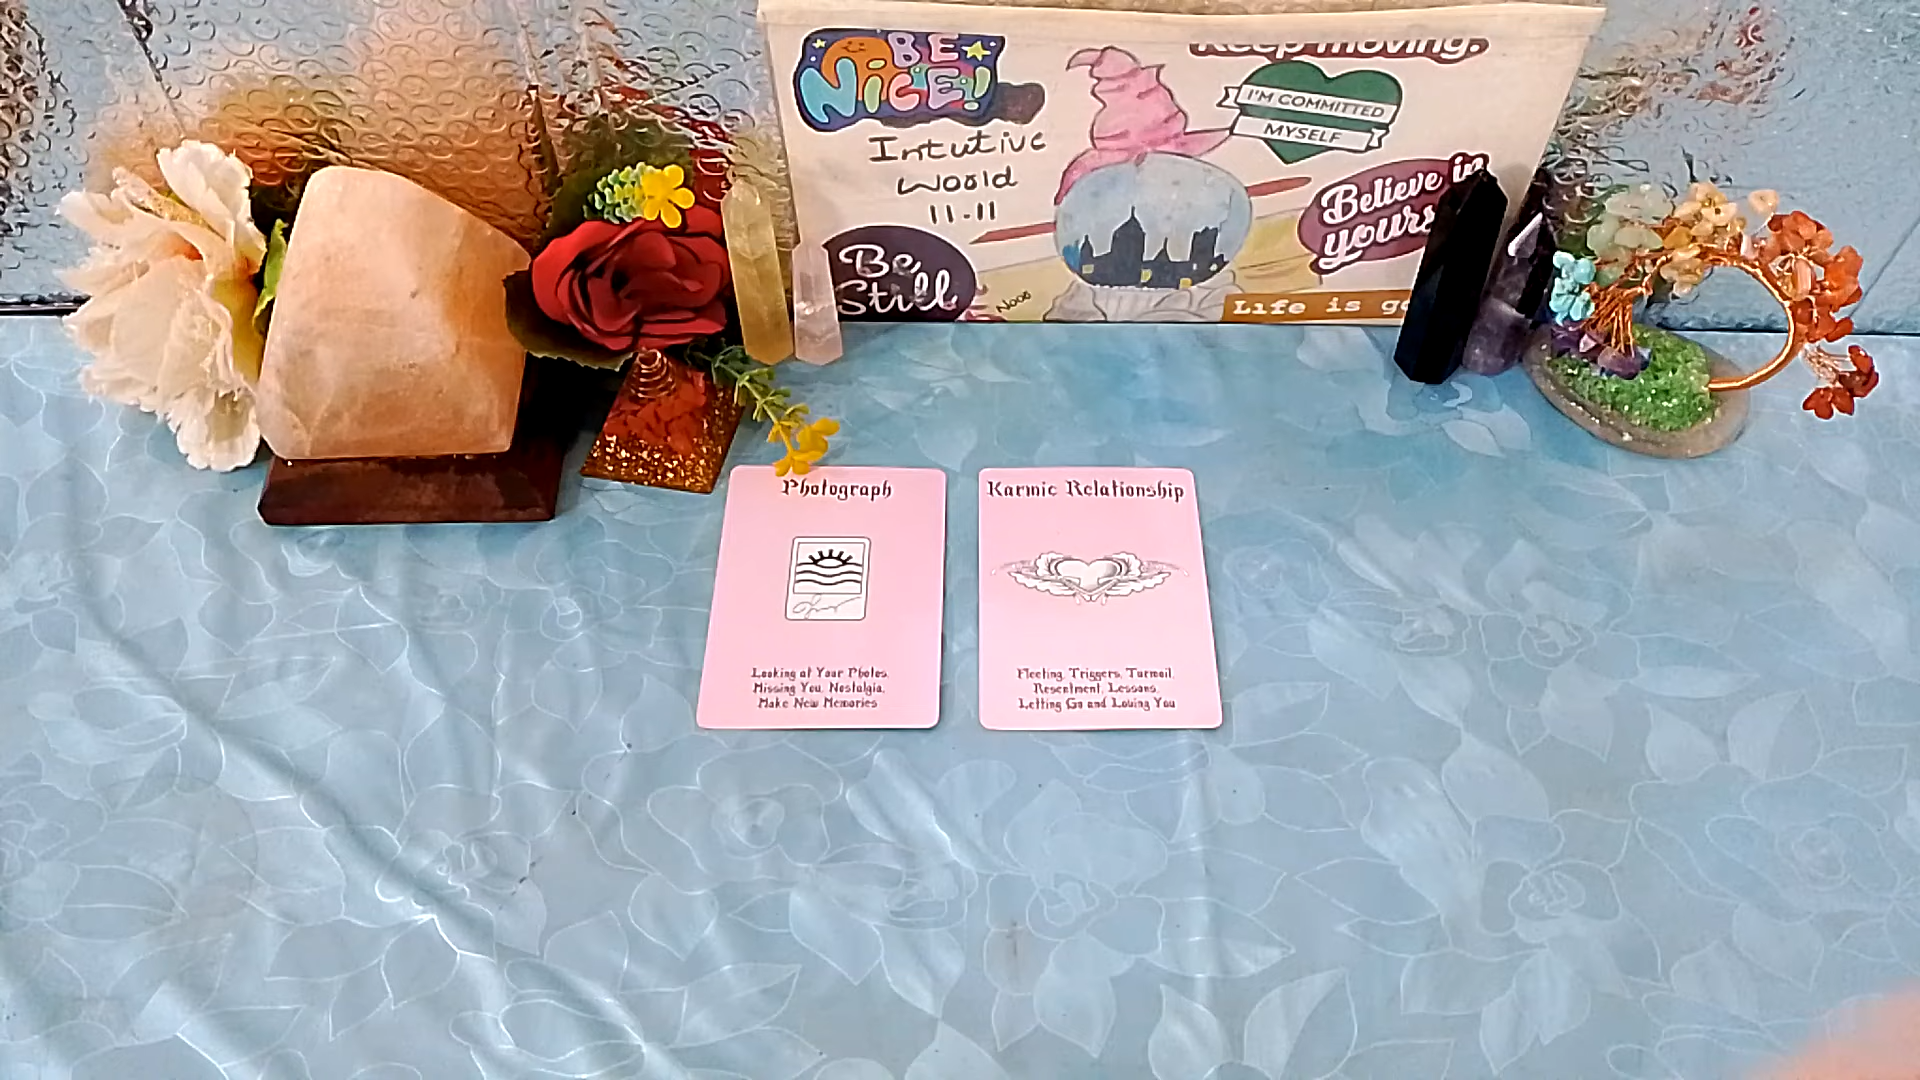 BE
NICE!
Intutive
World
11-11
Be
Still
Noor
Keep moving.
I'M COMMITTED
MYSELF
Believe in
yours
Life is go
Photograph
Looking at Your Photos,
Missing You, Nostalgia,
Make New Memories
Karmic Relationship
Fleeting, Triggers, Turmoil,
Resentment, Lessons,
Letting Go and Loving You